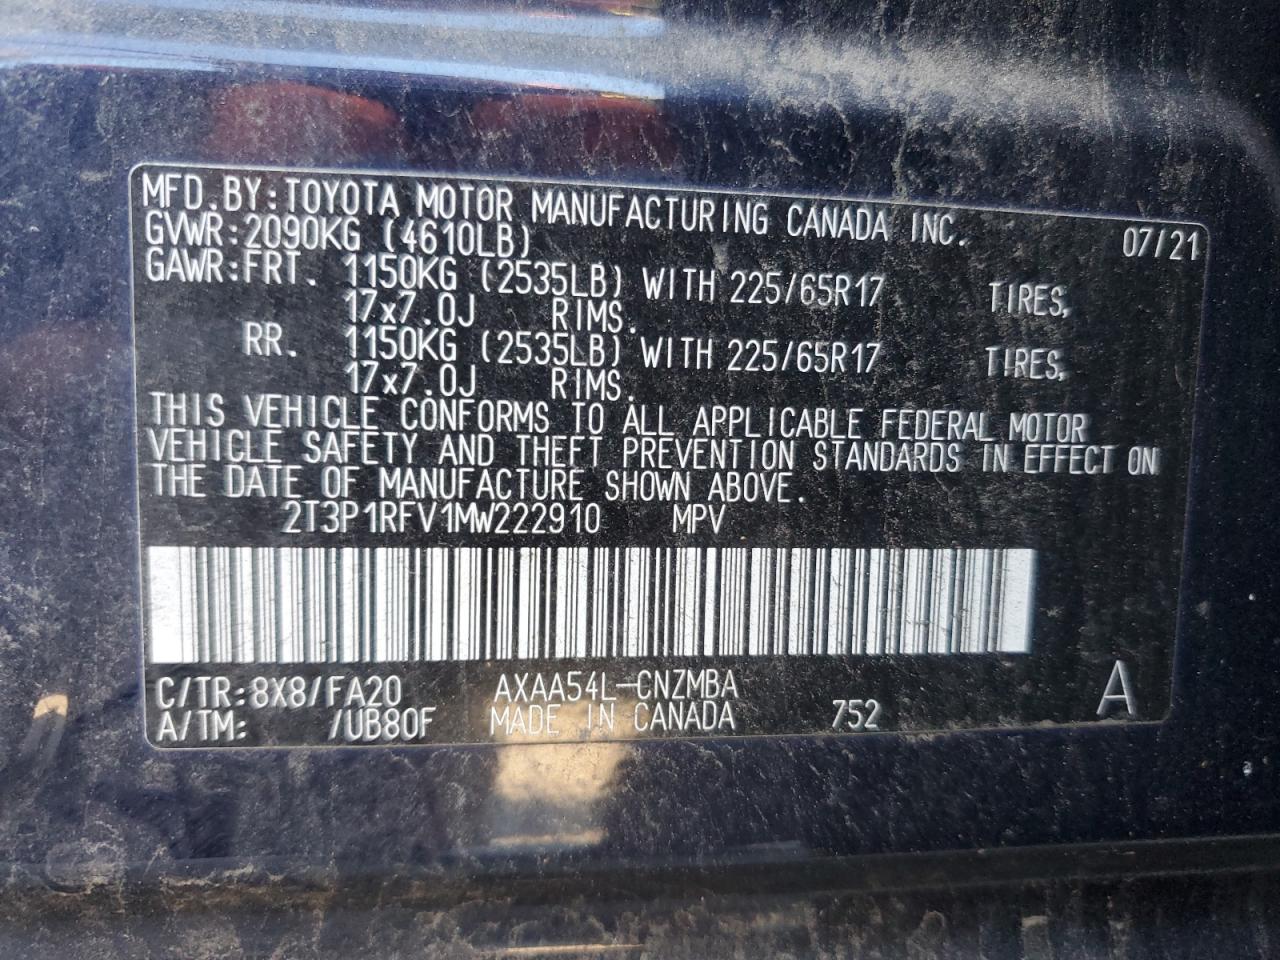 MFD.BY:TOYOTA MOTOR MANUFACTURING CANADA INC.
GVWR:2090KG (4610LB) 07/21
GAWR:FRT. 1150KG (2535LB) WITH 225/65R17 TIRES,
17x7.0J RIMS.
RR. 1150KG (2535LB) WITH 225/65R17 TIRES,
17x7.0J RIMS.
THIS VEHICLE CONFORMS TO ALL APPLICABLE FEDERAL MOTOR
VEHICLE SAFETY AND THEFT PREVENTION STANDARDS IN EFFECT ON
THE DATE OF MANUFACTURE SHOWN ABOVE.
2T3P1RFV1MW222910 MPV
C/TR:8X8/FA20 AXAA54L-CNZMBA A
A/TM: /UB80F MADE IN CANADA 752